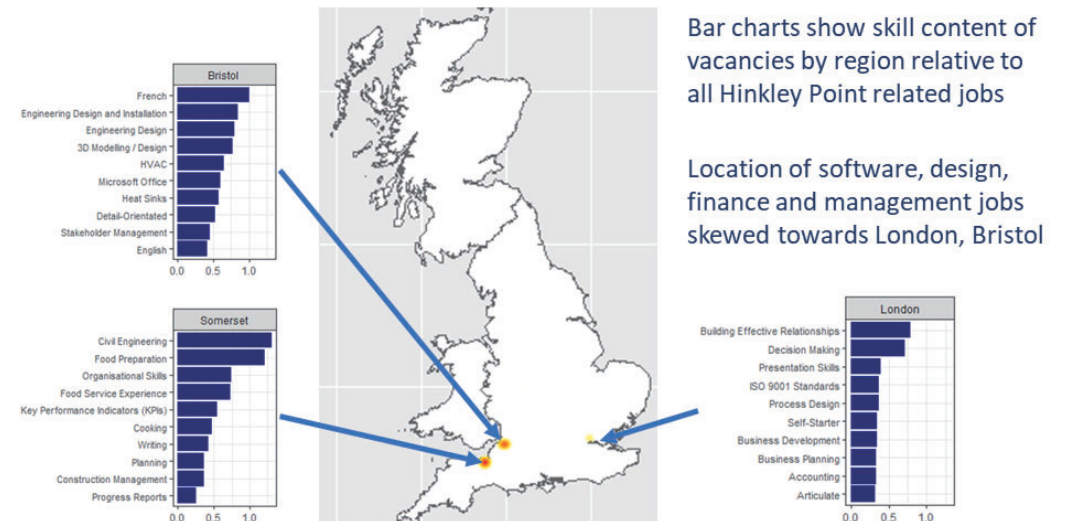 Bar charts show skill content of
vacancies by region relative to
all Hinkley Point related jobs
Location of software, design,
finance and management jobs
skewed towards London, Bristol
Bristol
French
Engineering Design and Installation
Engineering Design
3D Modelling / Design
HVAC
Microsoft Office
Heat Sinks
Detail-Orientated
Stakeholder Management
English
0.0 0.5 1.0
Somerset
Civil Engineering
Food Preparation
Organisational Skills
Food Service Experience
Key Performance Indicators (KPIs)
Cooking
Writing
Planning
Construction Management
Progress Reports
0.0 0.5 1.0
London
Building Effective Relationships
Decision Making
Presentation Skills
ISO 9001 Standards
Process Design
Self-Starter
Business Development
Business Planning
Accounting
Articulate
0.0 0.5 1.0